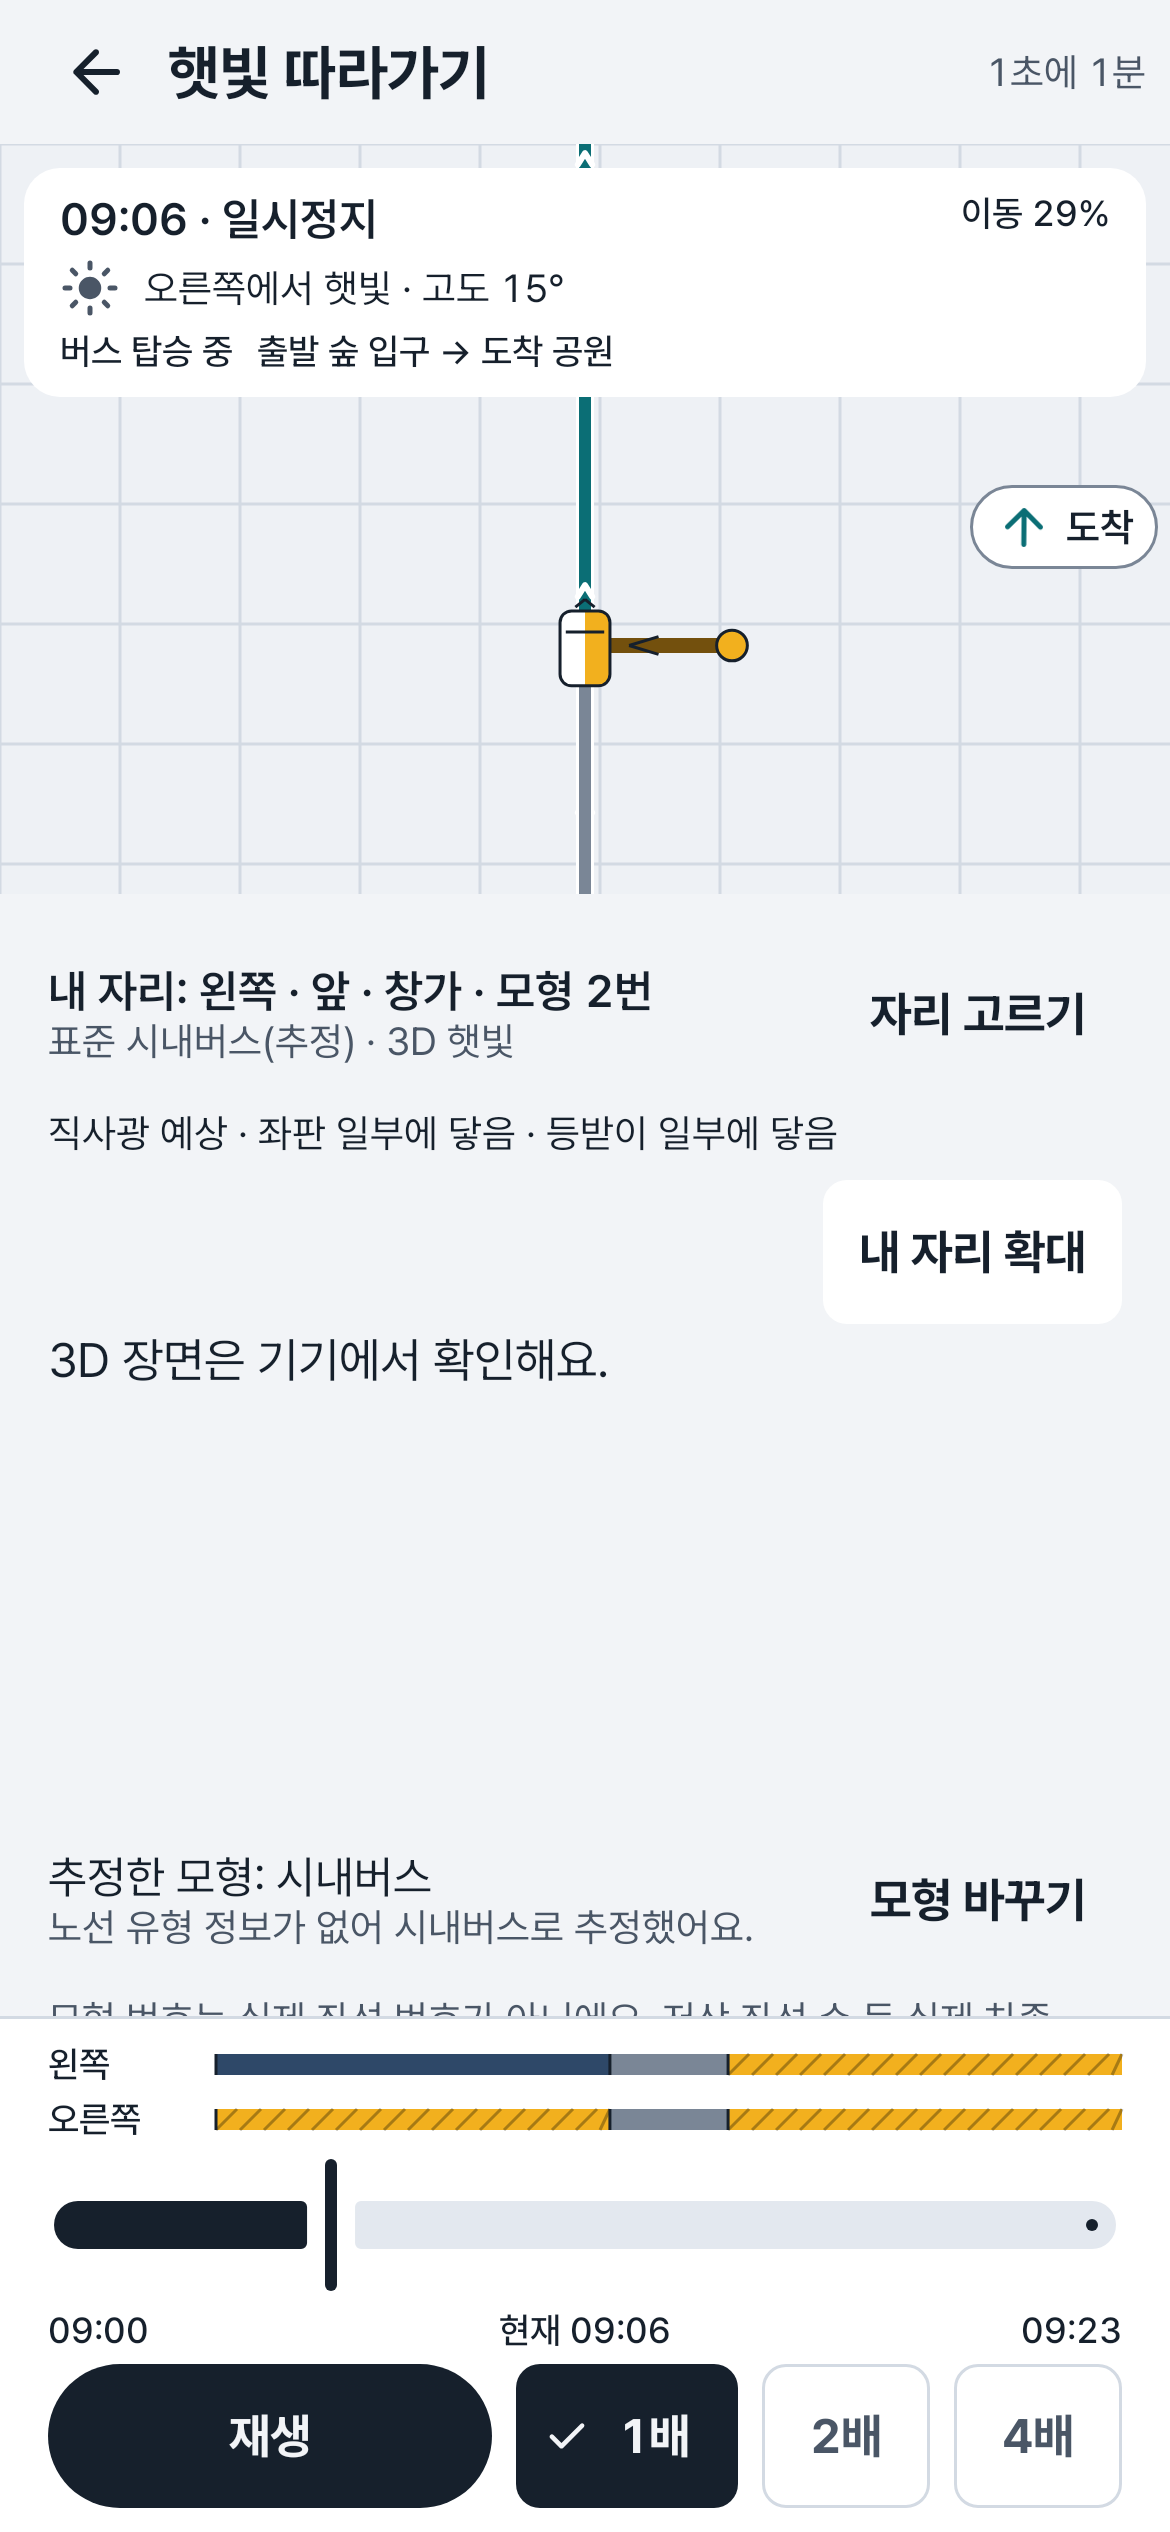 햇빛 따라가기
1초에 1분
09:06 · 일시정지
이동 29%
오른쪽에서 햇빛 · 고도 15°
버스 탑승 중 출발 숲 입구 → 도착 공원
도착
내 자리: 왼쪽 · 앞 · 창가 · 모형 2번
표준 시내버스(추정) · 3D 햇빛
자리 고르기
직사광 예상 · 좌판 일부에 닿음 · 등받이 일부에 닿음
내 자리 확대
3D 장면은 기기에서 확인해요.
추정한 모형: 시내버스
노선 유형 정보가 없어 시내버스로 추정했어요.
모형 바꾸기
왼쪽
오른쪽
09:00
현재 09:06
09:23
재생
1배
2배
4배